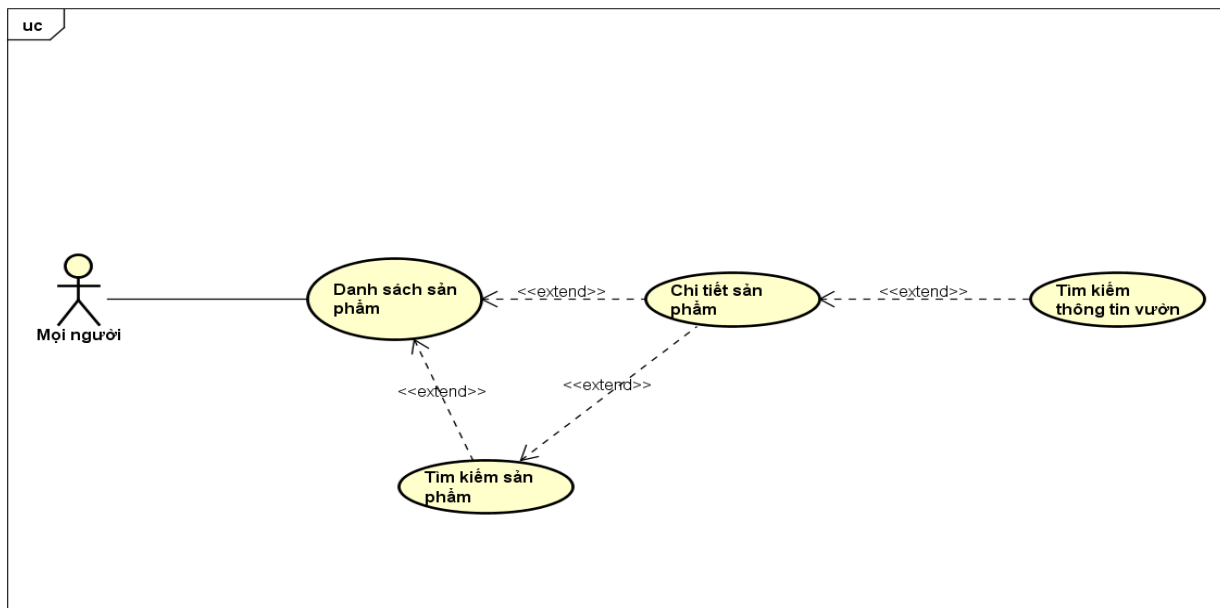 uc
Mọi người
Danh sách sản
phẩm
<<extend>>
Chi tiết sản
phẩm
<<extend>>
Tìm kiếm
thông tin vườn
<<extend>>
<<extend>>
Tìm kiếm sản
phẩm